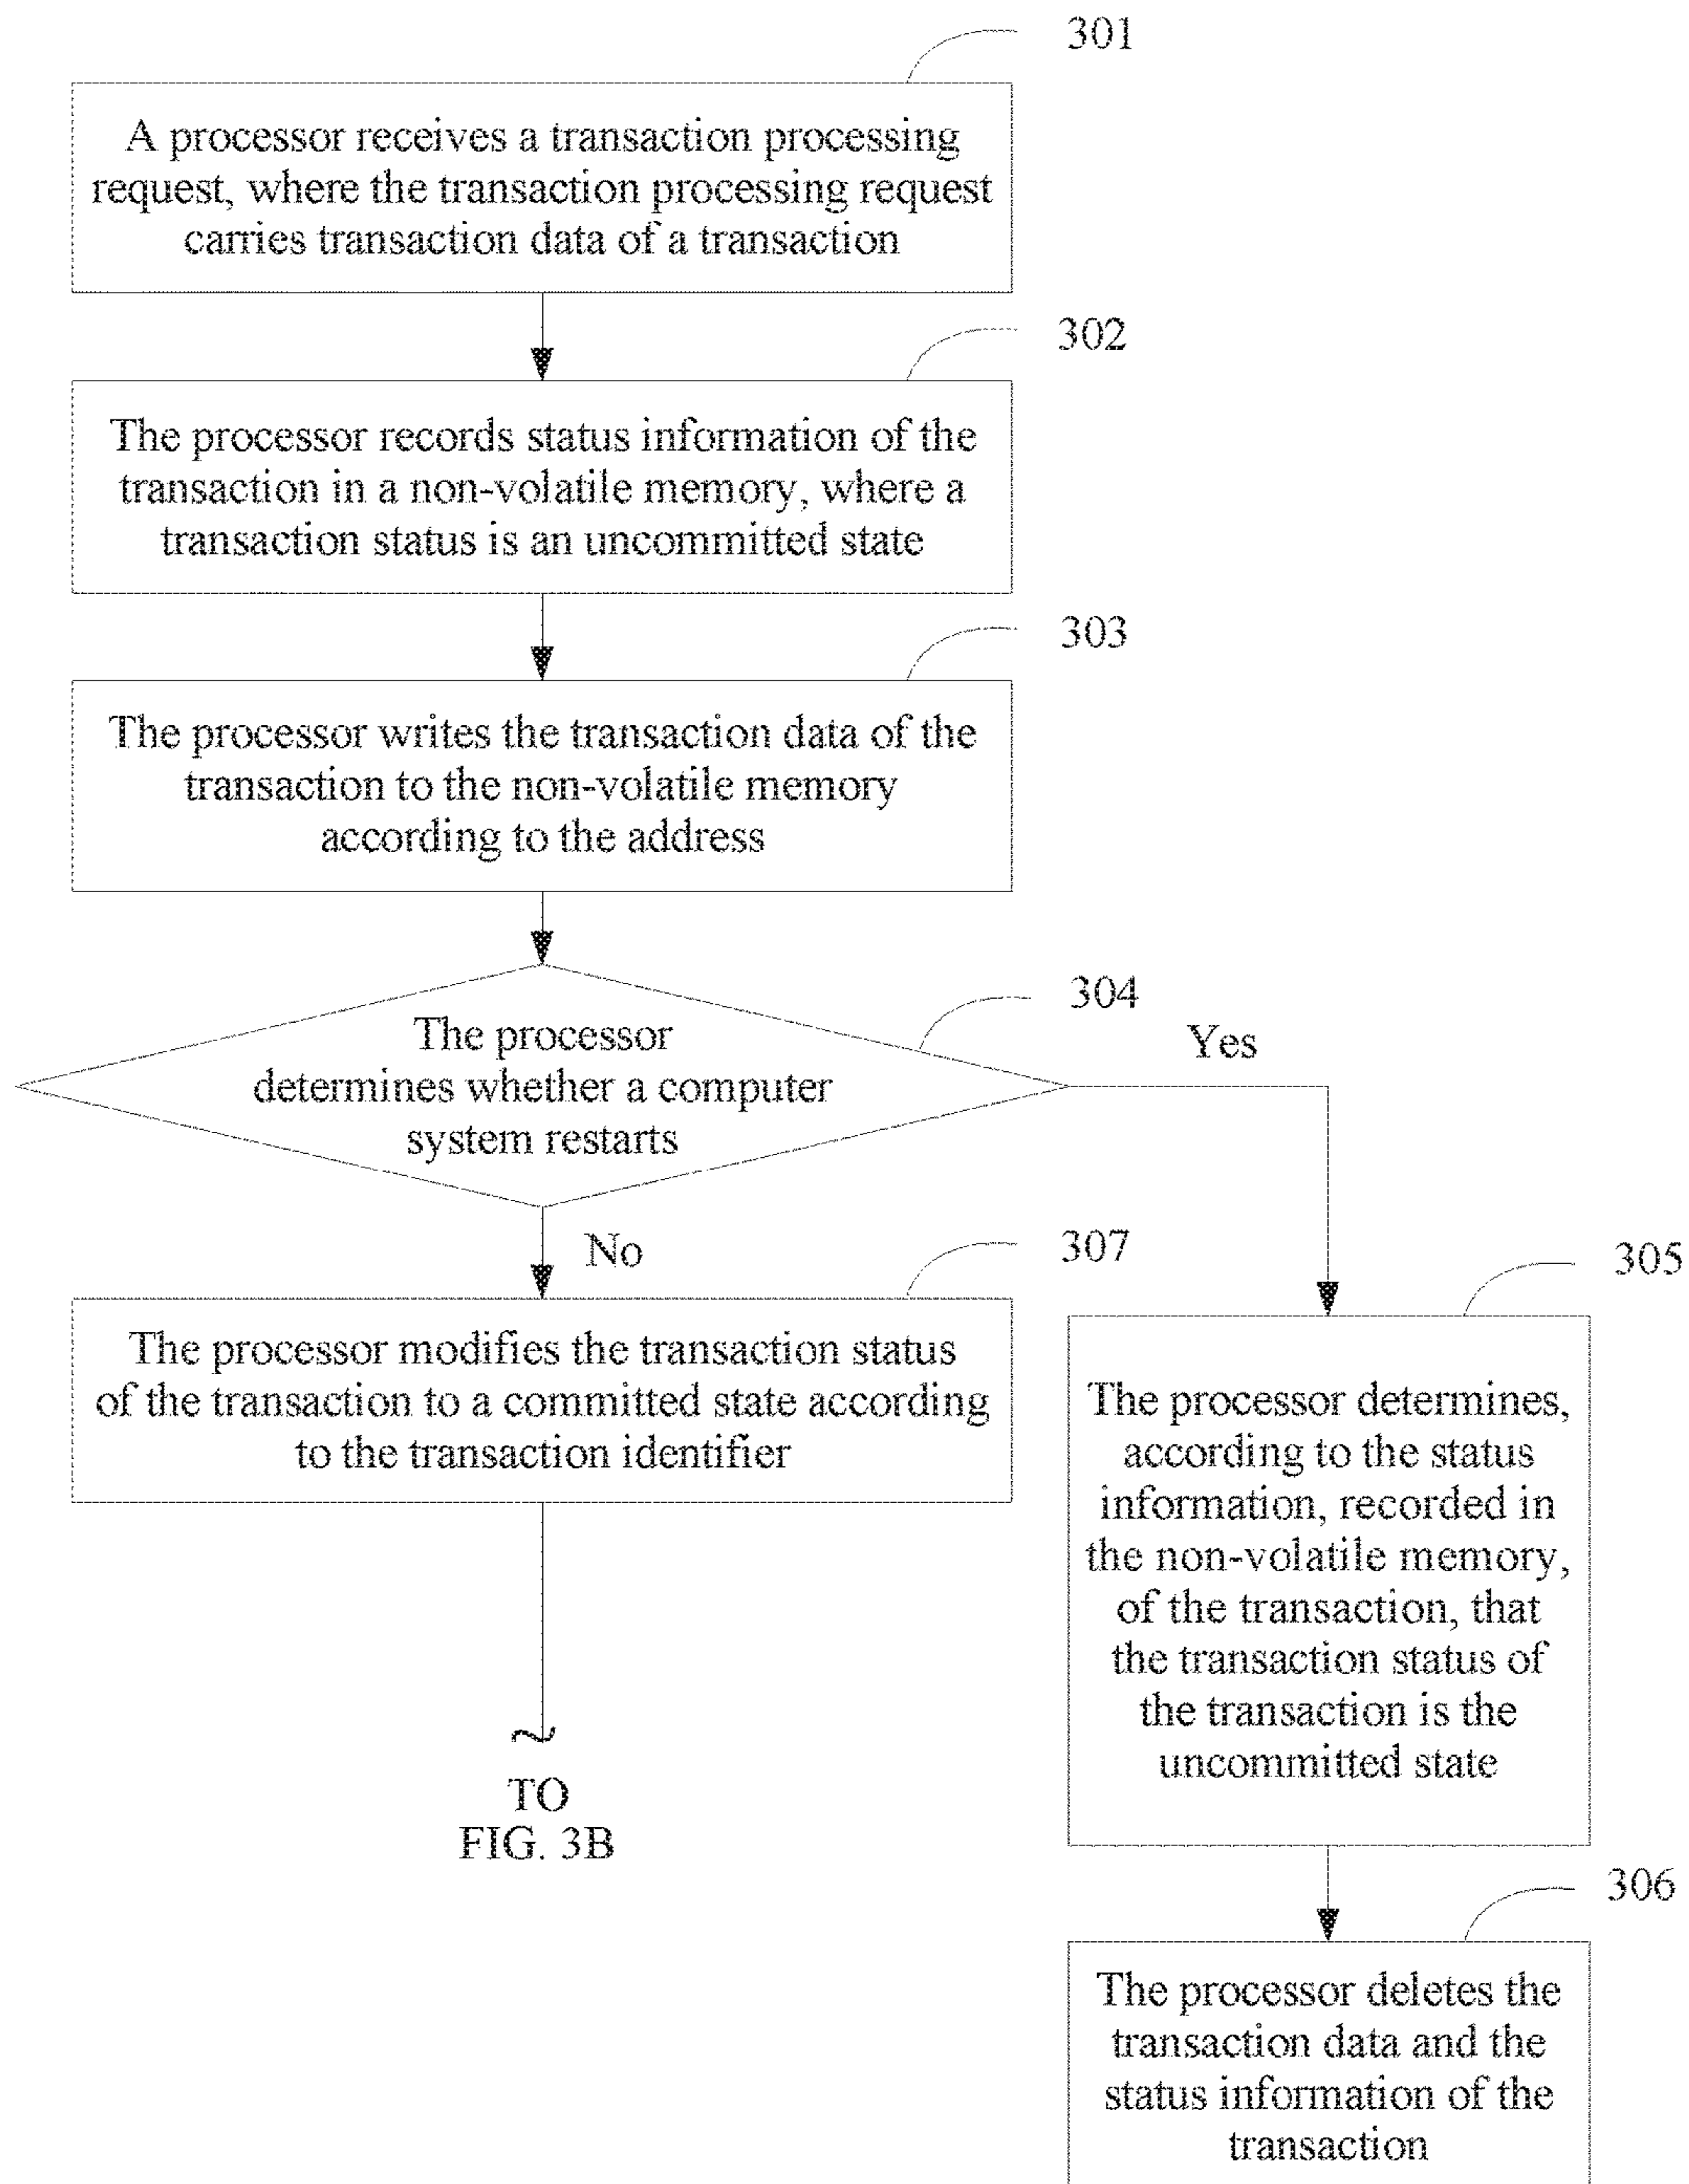 301
A processor receives a transaction processing
request, where the transaction processing request
carries transaction data of a transaction
302
The processor records status information of the
transaction in a non-volatile memory, where a
transaction status is an uncommitted state
303
The processor writes the transaction data of the
transaction to the non-volatile memory
according to the address
304
The processor
determines whether a computer
system restarts
Yes
No
307
The processor modifies the transaction status
of the transaction to a committed state according
to the transaction identifier
TO
FIG. 3B
305
The processor determines,
according to the status
information, recorded in
the non-volatile memory,
of the transaction, that
the transaction status of
the transaction is the
uncommitted state
306
The processor deletes the
transaction data and the
status information of the
transaction